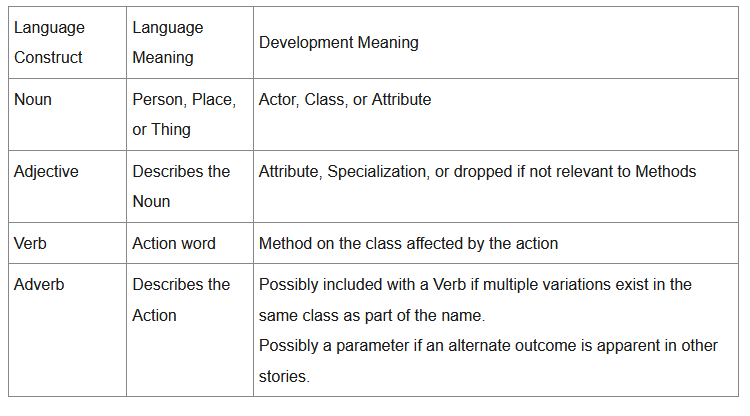 Language
Construct
Language
Meaning
Development Meaning
Noun
Person, Place,
or Thing
Actor, Class, or Attribute
Adjective
Describes the
Noun
Attribute, Specialization, or dropped if not relevant to Methods
Verb
Action word
Method on the class affected by the action
Adverb
Describes the
Action
Possibly included with a Verb if multiple variations exist in the
same class as part of the name.
Possibly a parameter if an alternate outcome is apparent in other
stories.